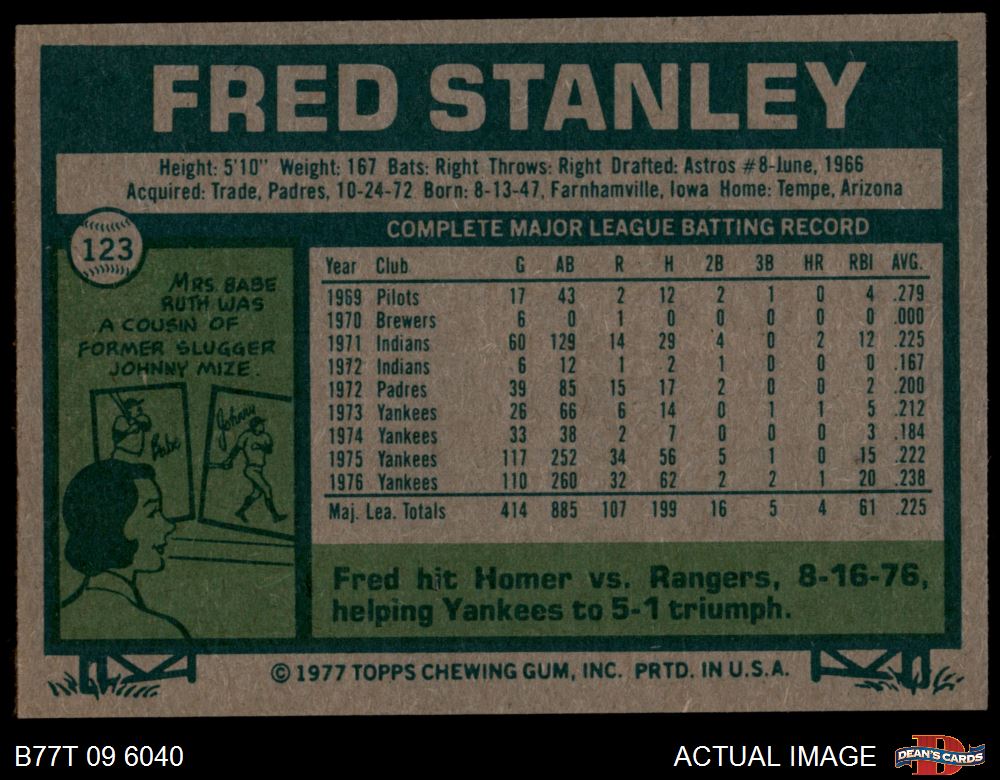 FRED STANLEY
Height: 5'10" Weight: 167 Bats: Right Throws: Right Drafted: Astros #8-June, 1966
Acquired: Trade, Padres, 10-24-72 Born: 8-13-47, Farnhamville, Iowa Home: Tempe, Arizona
123
MRS. BABE
RUTH WAS
A COUSIN OF
FORMER SLUGGER
JOHNNY MIZE.
Babe
Johnny
COMPLETE MAJOR LEAGUE BATTING RECORD
Year Club G AB R H 2B 3B HR RBI AVG.
1969 Pilots 17 43 2 12 2 1 0 4 .279
1970 Brewers 6 0 1 0 0 0 0 0 .000
1971 Indians 60 129 14 29 4 0 2 12 .225
1972 Indians 6 12 1 2 1 0 0 0 .167
1972 Padres 39 85 15 17 2 0 0 2 .200
1973 Yankees 26 66 6 14 0 1 1 5 .212
1974 Yankees 33 38 2 7 0 0 0 3 .184
1975 Yankees 117 252 34 56 5 1 0 15 .222
1976 Yankees 110 260 32 62 2 2 1 20 .238
Maj. Lea. Totals 414 885 107 199 16 5 4 61 .225
Fred hit Homer vs. Rangers, 8-16-76,
helping Yankees to 5-1 triumph.
© 1977 TOPPS CHEWING GUM, INC. PRTD. IN U.S.A.
B77T 09 6040
ACTUAL IMAGE
D
DEAN'S CARDS